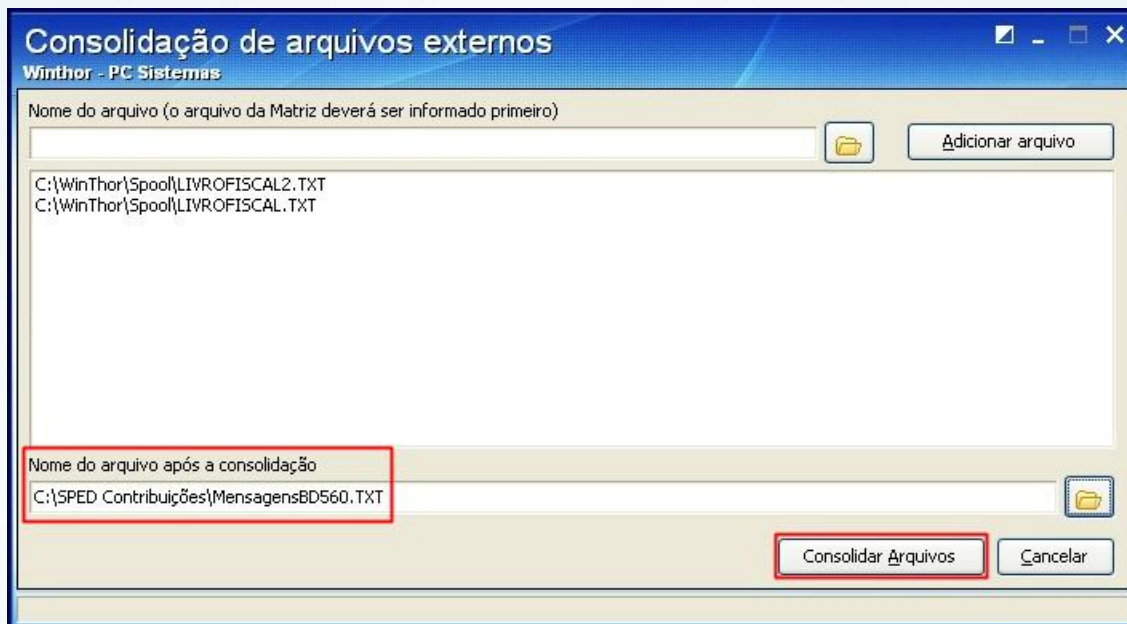 Consolidação de arquivos externos
Winthor - PC Sistemas
Nome do arquivo (o arquivo da Matriz deverá ser informado primeiro)
Adicionar arquivo
C:\WinThor\Spool\LIVROFISCAL2.TXT
C:\WinThor\Spool\LIVROFISCAL.TXT
Nome do arquivo após a consolidação
C:\SPED Contribuições\MensagensBD560.TXT
Consolidar Arquivos
Cancelar